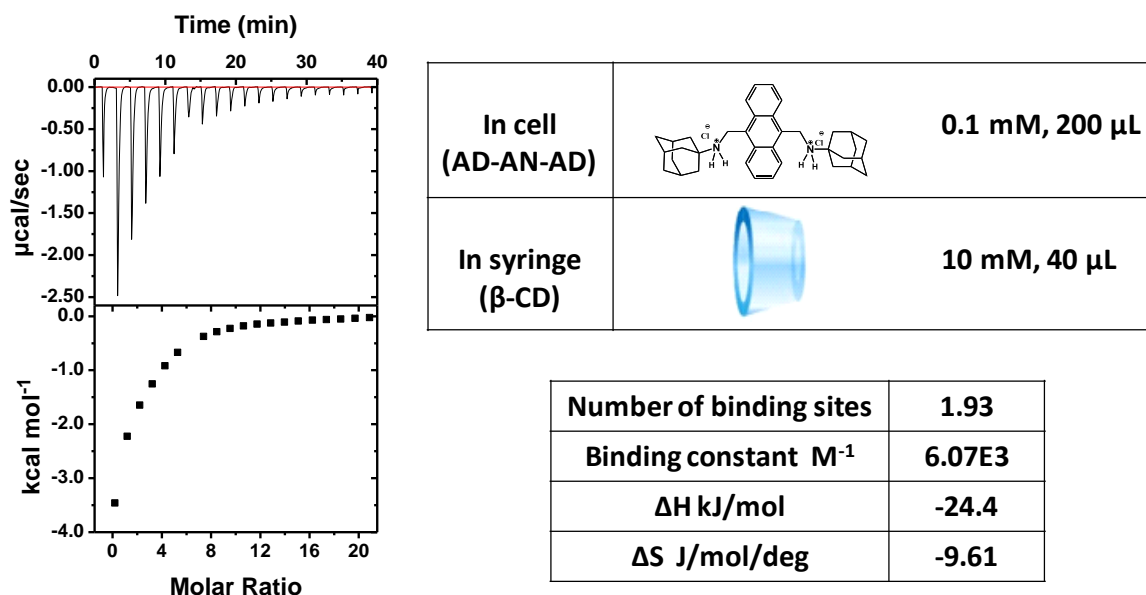 Time (min)
0 10 20 30 40
0.00
-0.50
-1.00
-1.50
-2.00
-2.50
µcal/sec
0.0
-1.0
-2.0
-3.0
-4.0
kcal mol⁻¹
0 4 8 12 16 20
Molar Ratio
In cell
(AD-AN-AD)
Cl ⊖
N ⊕
H H
Cl ⊖
N ⊕
H H
0.1 mM, 200 µL
In syringe
(β-CD)
10 mM, 40 µL
Number of binding sites 1.93
Binding constant M⁻¹ 6.07E3
ΔH kJ/mol -24.4
ΔS J/mol/deg -9.61